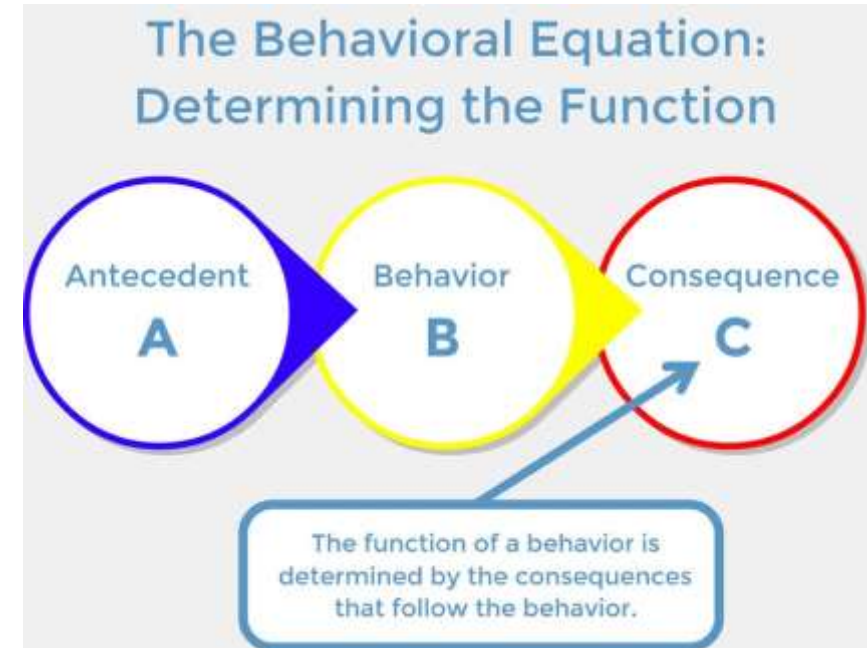 The Behavioral Equation:
Determining the Function
Antecedent
A
Behavior
B
Consequence
C
The function of a behavior is
determined by the consequences
that follow the behavior.